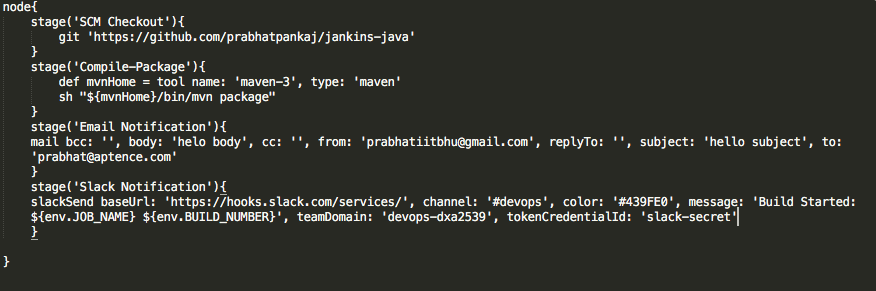 node{
    stage('SCM Checkout'){
        git 'https://github.com/prabhatpankaj/jankins-java'
    }
    stage('Compile-Package'){
        def mvnHome = tool name: 'maven-3', type: 'maven'
        sh "${mvnHome}/bin/mvn package"
    }
    stage('Email Notification'){
    mail bcc: '', body: 'helo body', cc: '', from: 'prabhatiitbhu@gmail.com', replyTo: '', subject: 'hello subject', to:
    'prabhat@aptence.com'
    }
    stage('Slack Notification'){
    slackSend baseUrl: 'https://hooks.slack.com/services/', channel: '#devops', color: '#439FE0', message: 'Build Started:
    ${env.JOB_NAME} ${env.BUILD_NUMBER}', teamDomain: 'devops-dxa2539', tokenCredentialId: 'slack-secret'
    }
}